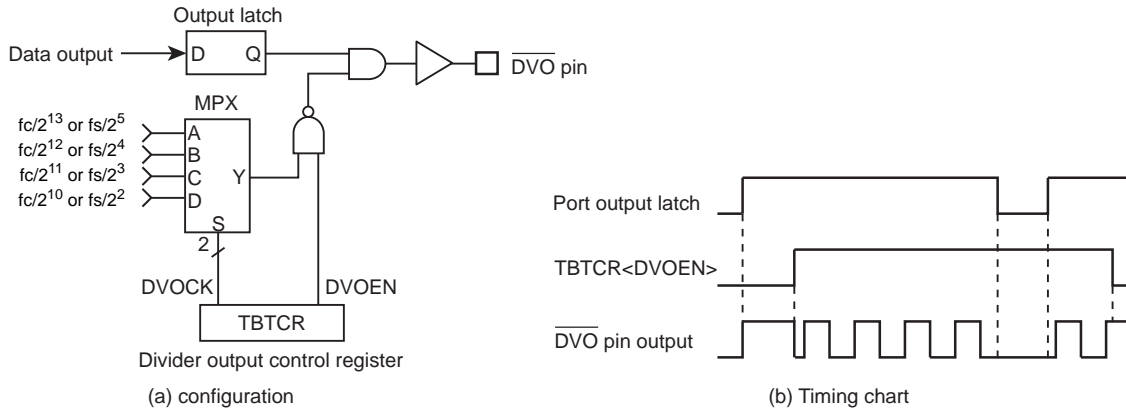 Output latch
Data output
D
Q
DVO pin
MPX
fc/2^13 or fs/2^5
A
fc/2^12 or fs/2^4
B
fc/2^11 or fs/2^3
C
Y
fc/2^10 or fs/2^2
D
S
2
DVOCK
DVOEN
TBTCR
Divider output control register
(a) configuration
Port output latch
TBTCR<DVOEN>
DVO pin output
(b) Timing chart